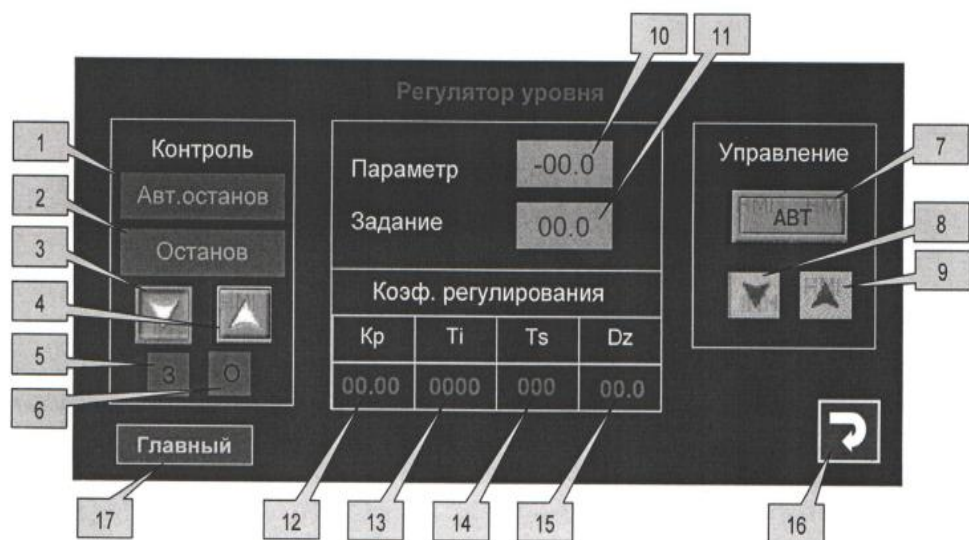 10
11
Регулятор уровня
1
2
3
4
5
6
Контроль
Авт.останов
Останов
З
О
Главный
Параметр
-00.0
Задание
00.0
Коэф. регулирования
Kp Ti Ts Dz
00.00 0000 000 00.0
Управление
АВТ
7
8
9
17
12
13
14
15
16